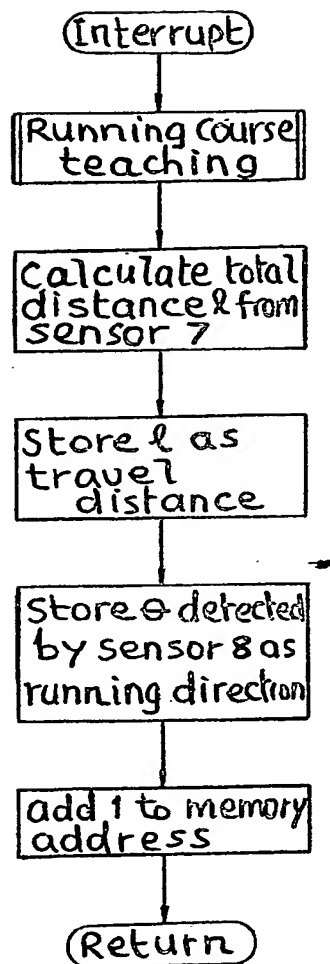 Interrupt
Running Course
teaching
Calculate total
distance ℓ from
sensor 7
Store ℓ as
travel
distance
Store θ detected
by sensor 8 as
running direction
add 1 to memory
address
Return